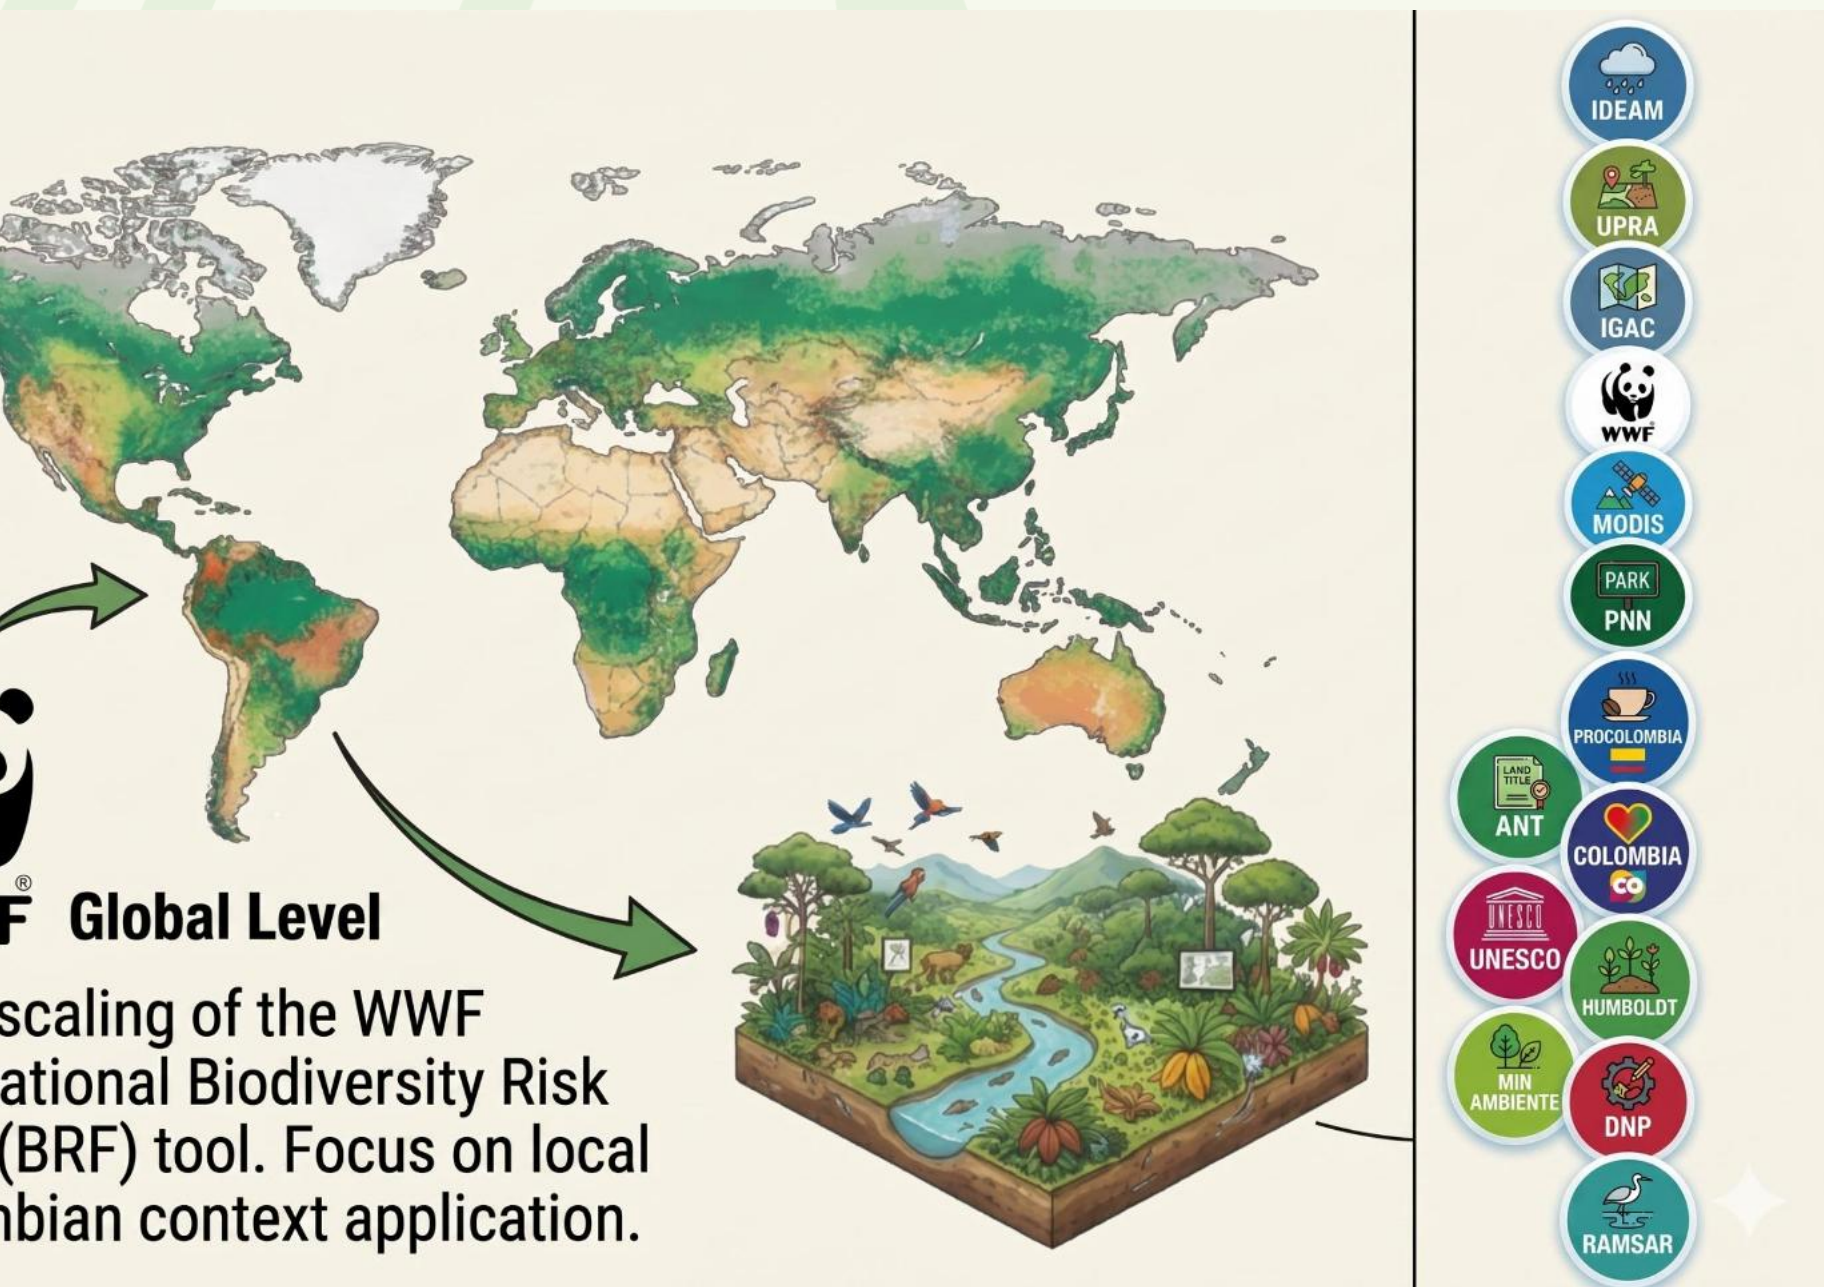 F® Global Level
scaling of the WWF
ational Biodiversity Risk
(BRF) tool. Focus on local
nbian context application.
IDEAM
UPRA
IGAC
WWF
MODIS
PARK
PNN
PROCOLOMBIA
LAND
TITLE
ANT
COLOMBIA
CO
UNESCO
UNESCO
HUMBOLDT
MIN
AMBIENTE
DNP
RAMSAR